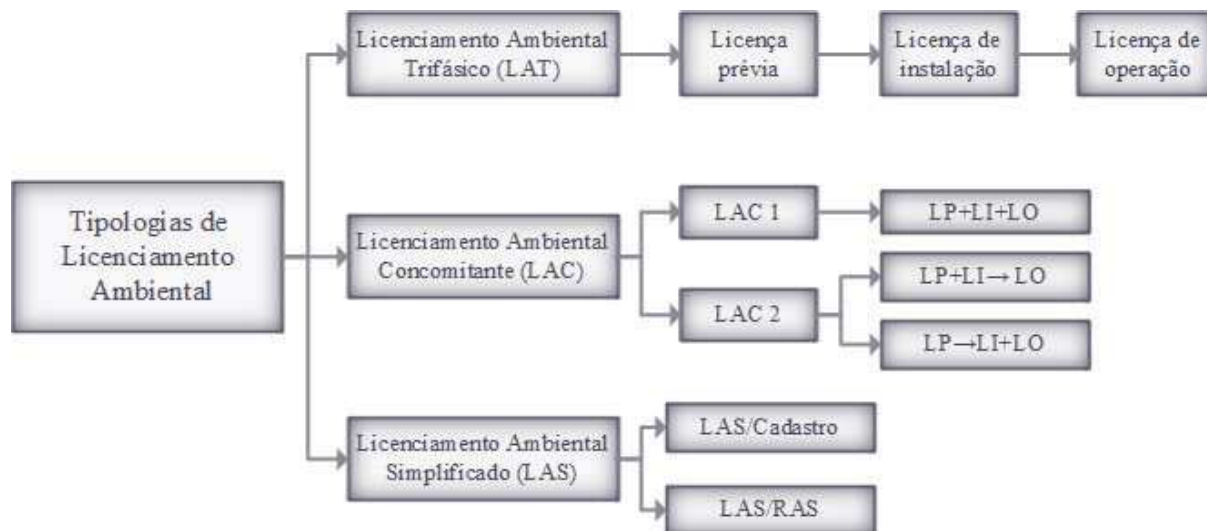 Tipologias de
Licenciamento
Ambiental
Licenciamento Ambiental
Trifásico (LAT)
Licença
prévia
Licença de
instalação
Licença de
operação
Licenciamento Ambiental
Concomitante (LAC)
LAC 1
LP+LI+LO
LAC 2
LP+LI→ LO
LP→LI+LO
Licenciamento Ambiental
Simplificado (LAS)
LAS/Cadastro
LAS/RAS